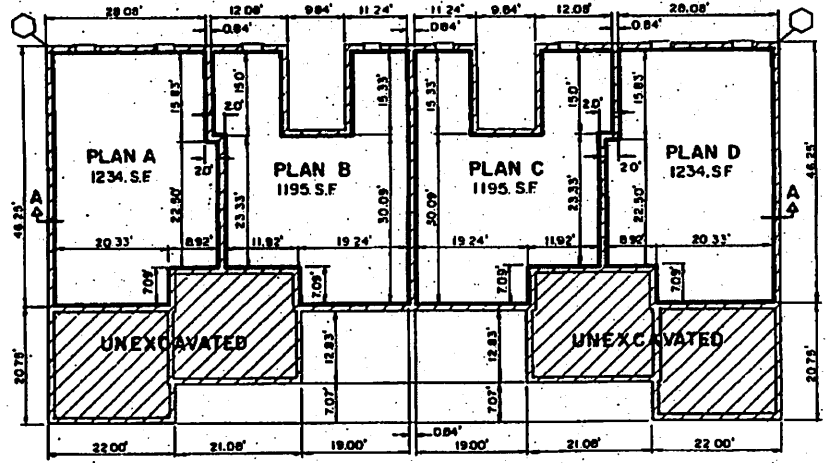 28.08' 12.08' 9.84' 11.24' 11.24' 9.84' 12.08' 28.08'
0.84' 0.84' 0.84'
15.83' 15.0' 15.33' 15.33' 15.0' 15.83'
2.0' 2.0'
PLAN A PLAN B PLAN C PLAN D
1234. S.F. 1195. S.F. 1195. S.F. 1234. S.F.
2.0' 2.0'
46.25' 22.50' 23.33' 30.09' 30.09' 23.33' 22.50' 46.25'
A A
20.33' 8.92' 11.92' 19.24' 19.24' 11.92' 8.92' 20.33'
7.09' 7.09' 7.09' 7.09'
UNEXCAVATED UNEXCAVATED
20.75' 12.83' 12.83' 20.75'
7.07' 7.07'
0.84'
22.00' 21.08' 19.00' 19.00' 21.08' 22.00'